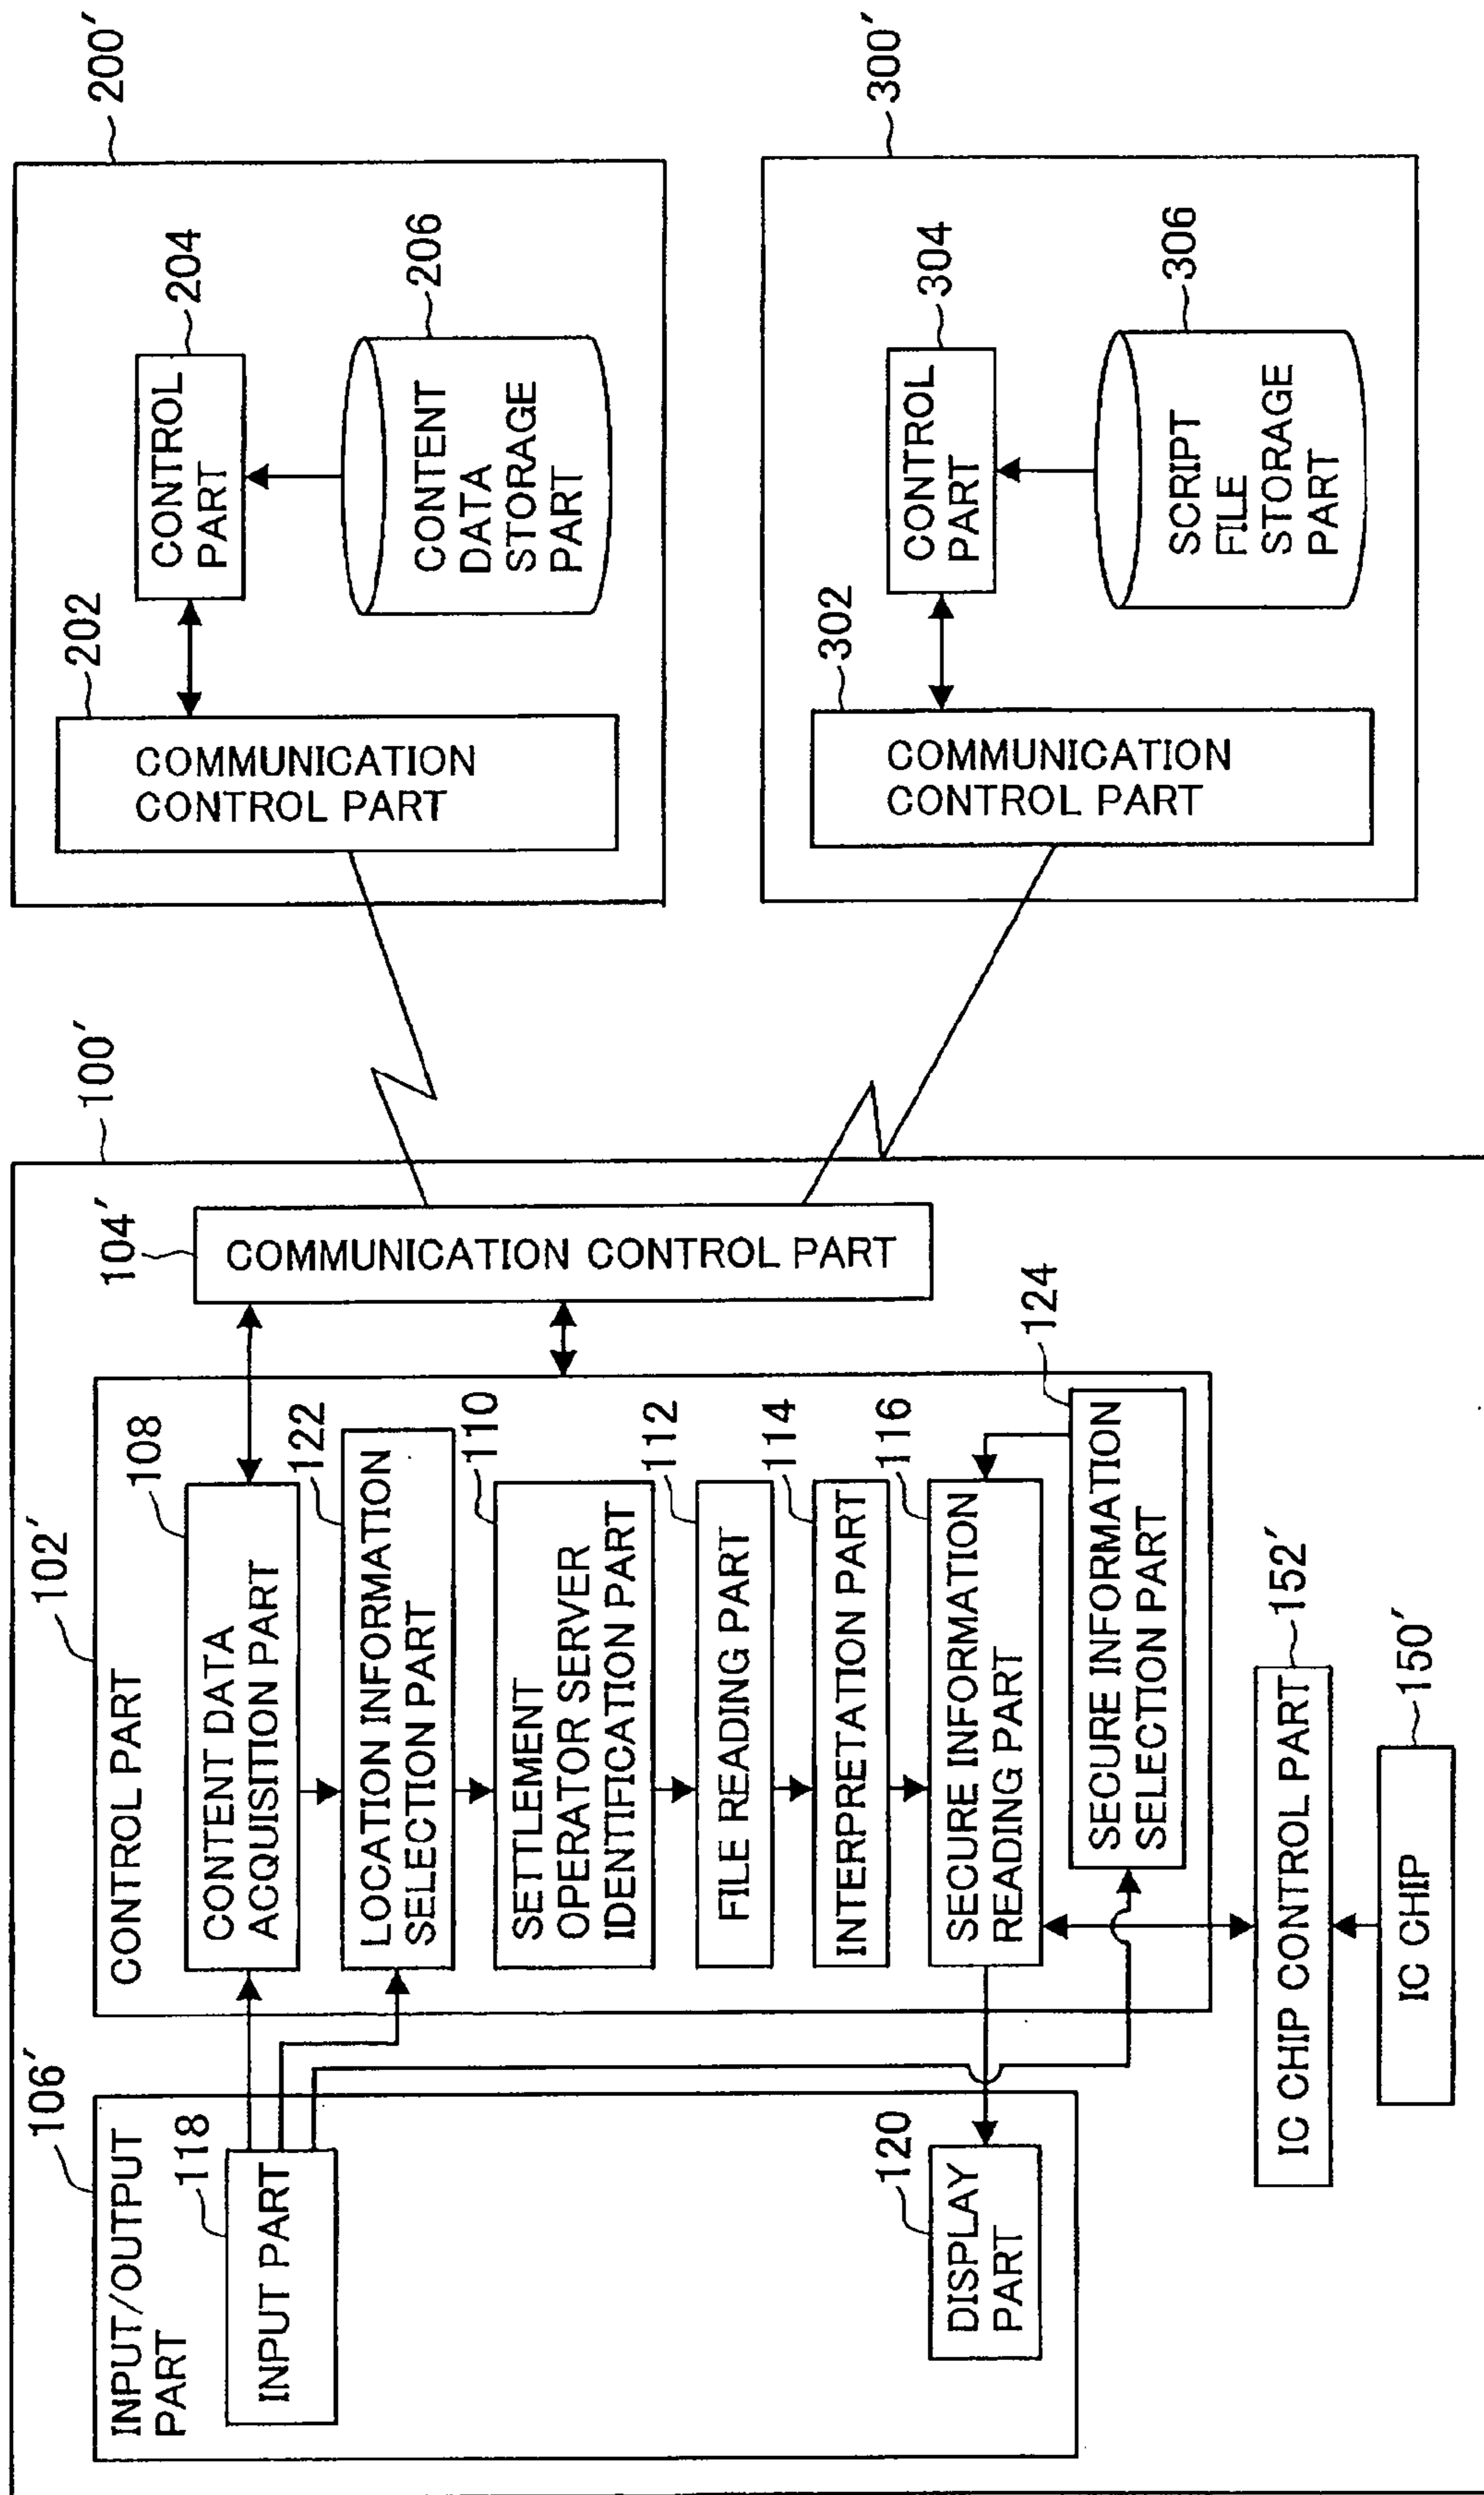 100′
106′
INPUT/OUTPUT
PART
118
INPUT PART
120
DISPLAY
PART
102′
CONTROL PART
108
CONTENT DATA
ACQUISITION PART
122
LOCATION INFORMATION
SELECTION PART
110
SETTLEMENT
OPERATOR SERVER
IDENTIFICATION PART
112
FILE READING PART
114
INTERPRETATION PART
116
SECURE INFORMATION
READING PART
124
SECURE INFORMATION
SELECTION PART
152′
IC CHIP CONTROL PART
150′
IC CHIP
104′
COMMUNICATION CONTROL PART
200′
202
COMMUNICATION
CONTROL PART
204
CONTROL
PART
206
CONTENT
DATA
STORAGE
PART
300′
302
COMMUNICATION
CONTROL PART
304
CONTROL
PART
306
SCRIPT
FILE
STORAGE
PART